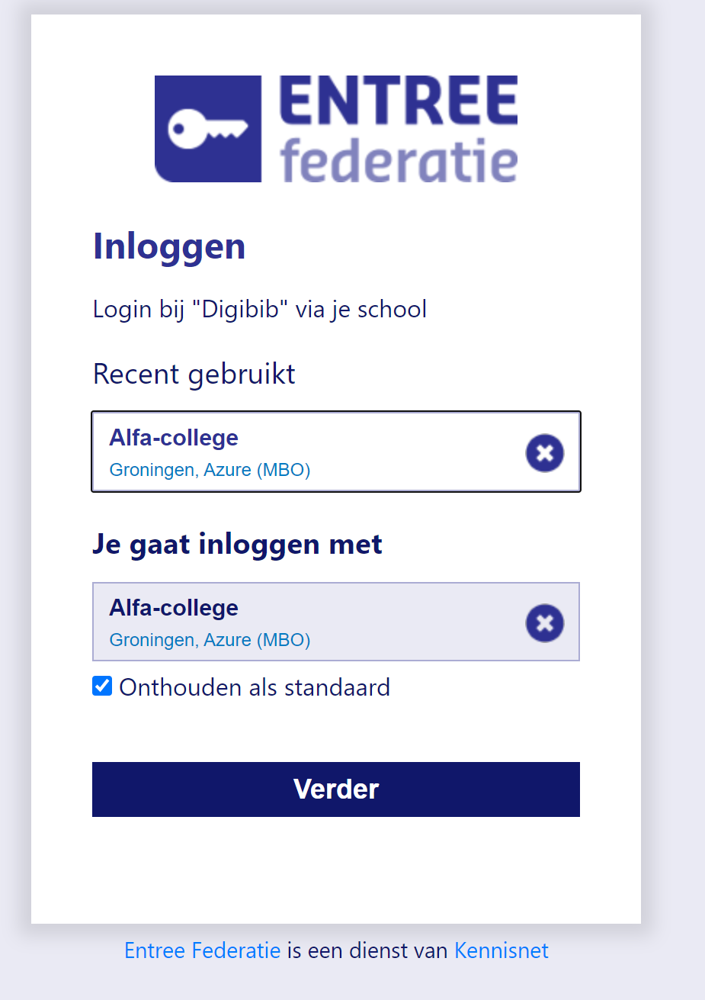 ENTREE
federatie
Inloggen
Login bij "Digibib" via je school
Recent gebruikt
Alfa-college
Groningen, Azure (MBO)
Je gaat inloggen met
Alfa-college
Groningen, Azure (MBO)
Onthouden als standaard
Verder
Entree Federatie is een dienst van Kennisnet